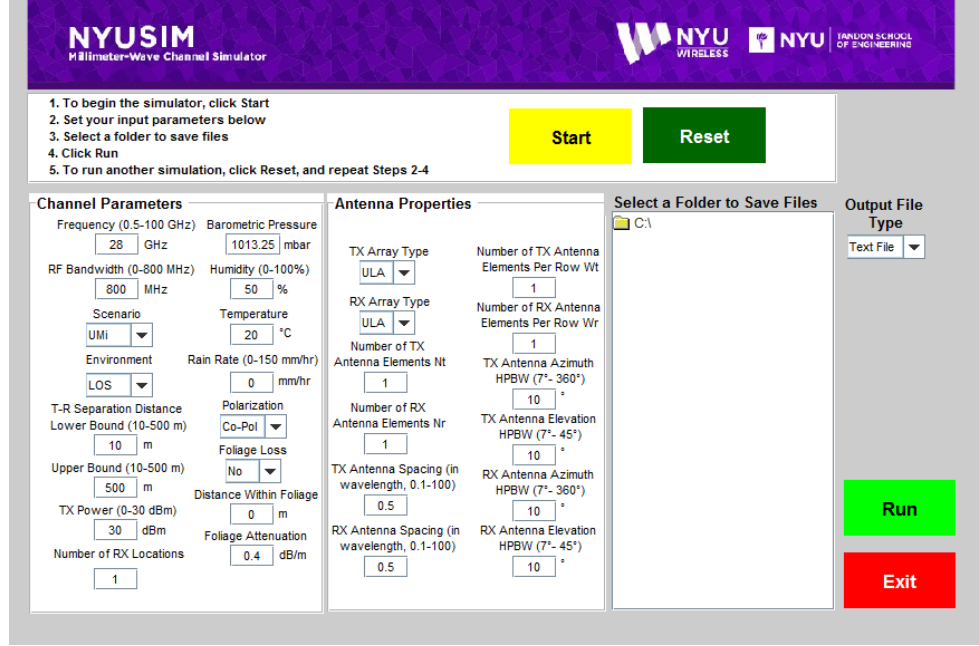 NYUSIM
Millimeter-Wave Channel Simulator
NYU
WIRELESS
NYU
TANDON SCHOOL
OF ENGINEERING
1. To begin the simulator, click Start
2. Set your input parameters below
3. Select a folder to save files
4. Click Run
5. To run another simulation, click Reset, and repeat Steps 2-4
Start
Reset
Channel Parameters
Frequency (0.5-100 GHz)
28 GHz
RF Bandwidth (0-800 MHz)
800 MHz
Scenario
UMi
Environment
LOS
T-R Separation Distance
Lower Bound (10-500 m)
10 m
Upper Bound (10-500 m)
500 m
TX Power (0-30 dBm)
30 dBm
Number of RX Locations
1
Barometric Pressure
1013.25 mbar
Humidity (0-100%)
50 %
Temperature
20 °C
Rain Rate (0-150 mm/hr)
0 mm/hr
Polarization
Co-Pol
Foliage Loss
No
Distance Within Foliage
0 m
Foliage Attenuation
0.4 dB/m
Antenna Properties
TX Array Type
ULA
RX Array Type
ULA
Number of TX
Antenna Elements Nt
1
Number of RX
Antenna Elements Nr
1
TX Antenna Spacing (in
wavelength, 0.1-100)
0.5
RX Antenna Spacing (in
wavelength, 0.1-100)
0.5
Number of TX Antenna
Elements Per Row Wt
1
Number of RX Antenna
Elements Per Row Wr
1
TX Antenna Azimuth
HPBW (7°- 360°)
10 °
TX Antenna Elevation
HPBW (7°- 45°)
10 °
RX Antenna Azimuth
HPBW (7°- 360°)
10 °
RX Antenna Elevation
HPBW (7°- 45°)
10 °
Select a Folder to Save Files
C:\
Output File
Type
Text File
Run
Exit